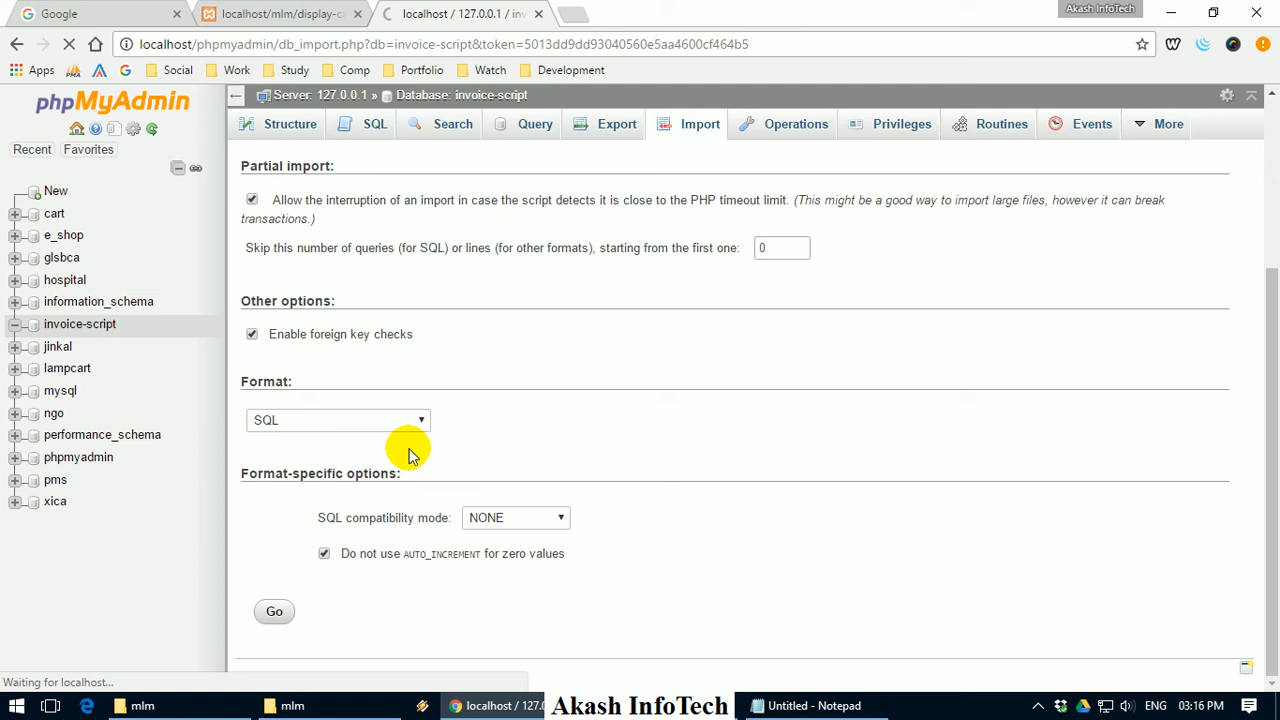 Google
localhost/mlm/display-c
localhost / 127.0.0.1 / inv
Akash InfoTech
localhost/phpmyadmin/db_import.php?db=invoice-script&token=5013dd9dd93040560e5aa4600cf464b5
Apps
Social
Work
Study
Comp
Portfolio
Watch
Development
phpMyAdmin
Server: 127.0.0.1 » Database: invoice-script
Structure
SQL
Search
Query
Export
Import
Operations
Privileges
Routines
Events
More
Recent
Favorites
New
cart
e_shop
glsbca
hospital
information_schema
invoice-script
jinkal
lampcart
mysql
ngo
performance_schema
phpmyadmin
pms
xica
Partial import:
Allow the interruption of an import in case the script detects it is close to the PHP timeout limit. (This might be a good way to import large files, however it can break
transactions.)
Skip this number of queries (for SQL) or lines (for other formats), starting from the first one: 0
Other options:
Enable foreign key checks
Format:
SQL
Format-specific options:
SQL compatibility mode: NONE
Do not use AUTO_INCREMENT for zero values
Go
Waiting for localhost...
mlm
mlm
localhost / 127.0
Akash InfoTech
Untitled - Notepad
ENG
03:16 PM